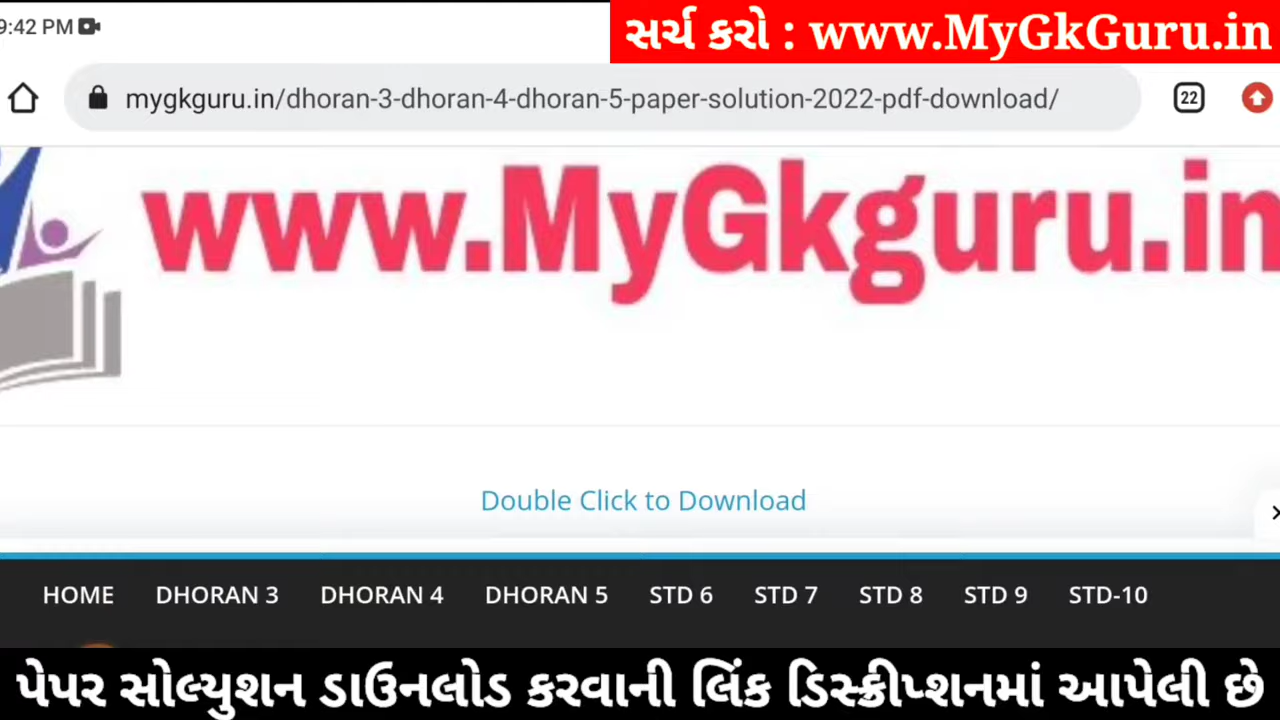 9:42 PM
સર્ચ કરો : www.MyGkGuru.in
mygkguru.in/dhoran-3-dhoran-4-dhoran-5-paper-solution-2022-pdf-download/
22
www.MyGkguru.in
Double Click to Download
HOME DHORAN 3 DHORAN 4 DHORAN 5 STD 6 STD 7 STD 8 STD 9 STD-10
પેપર સોલ્યુશન ડાઉનલોડ કરવાની લિંક ડિસ્ક્રીપ્શનમાં આપેલી છે